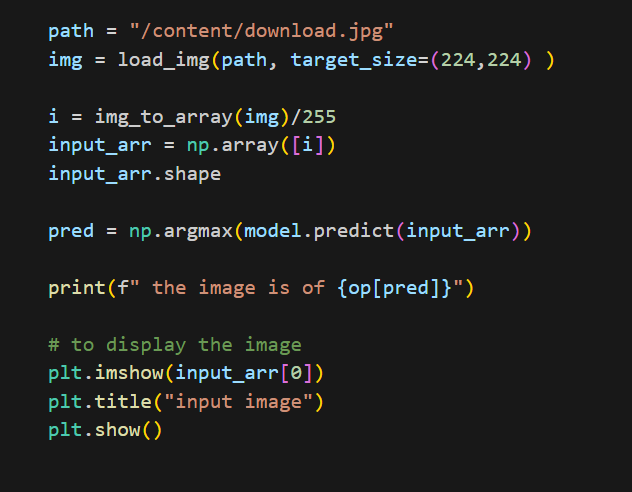 path = "/content/download.jpg"
img = load_img(path, target_size=(224,224) )
i = img_to_array(img)/255
input_arr = np.array([i])
input_arr.shape
pred = np.argmax(model.predict(input_arr))
print(f" the image is of {op[pred]}")
# to display the image
plt.imshow(input_arr[0])
plt.title("input image")
plt.show()